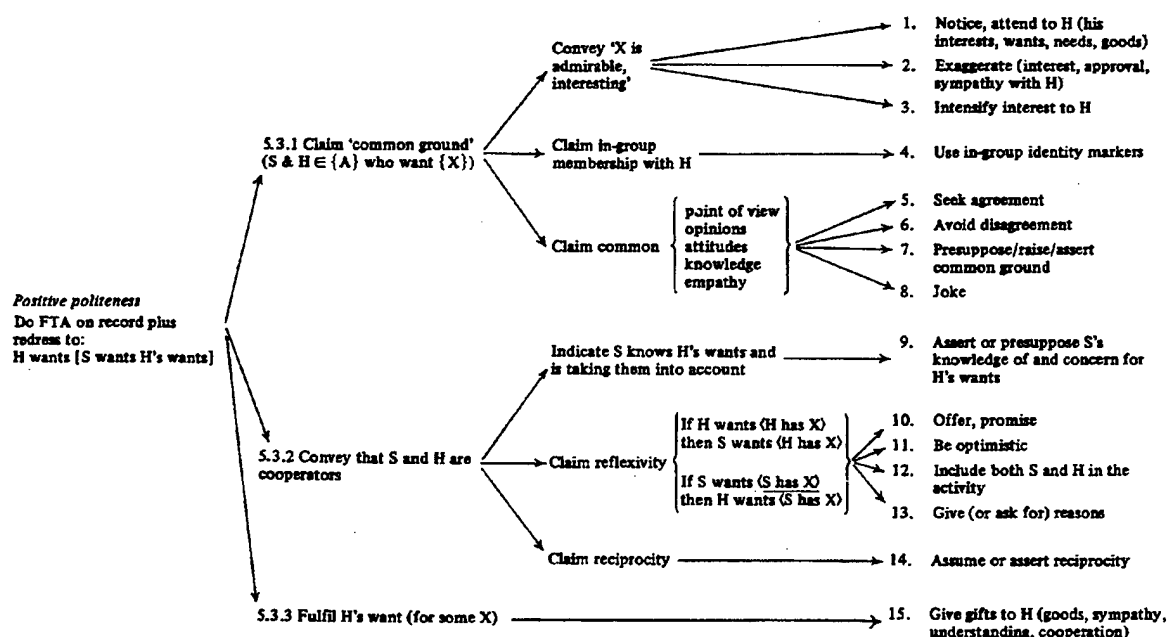 Positive politeness
Do FTA on record plus
redress to:
H wants [S wants H's wants]
5.3.1 Claim ‘common ground’
(S & H ∈ {A} who want {X})
Convey ‘X is
admirable,
interesting’
1. Notice, attend to H (his
interests, wants, needs, goods)
2. Exaggerate (interest, approval,
sympathy with H)
3. Intensify interest to H
Claim in-group
membership with H
4. Use in-group identity markers
Claim common
point of view
opinions
attitudes
knowledge
empathy
5. Seek agreement
6. Avoid disagreement
7. Presuppose/raise/assert
common ground
8. Joke
5.3.2 Convey that S and H are
cooperators
Indicate S knows H's wants and
is taking them into account
9. Assert or presuppose S's
knowledge of and concern for
H's wants
Claim reflexivity
If H wants ⟨H has X⟩
then S wants ⟨H has X⟩
If S wants ⟨S has X⟩
then H wants ⟨S has X⟩
10. Offer, promise
11. Be optimistic
12. Include both S and H in the
activity
13. Give (or ask for) reasons
Claim reciprocity
14. Assume or assert reciprocity
5.3.3 Fulfil H's want (for some X)
15. Give gifts to H (goods, sympathy,
understanding, cooperation)